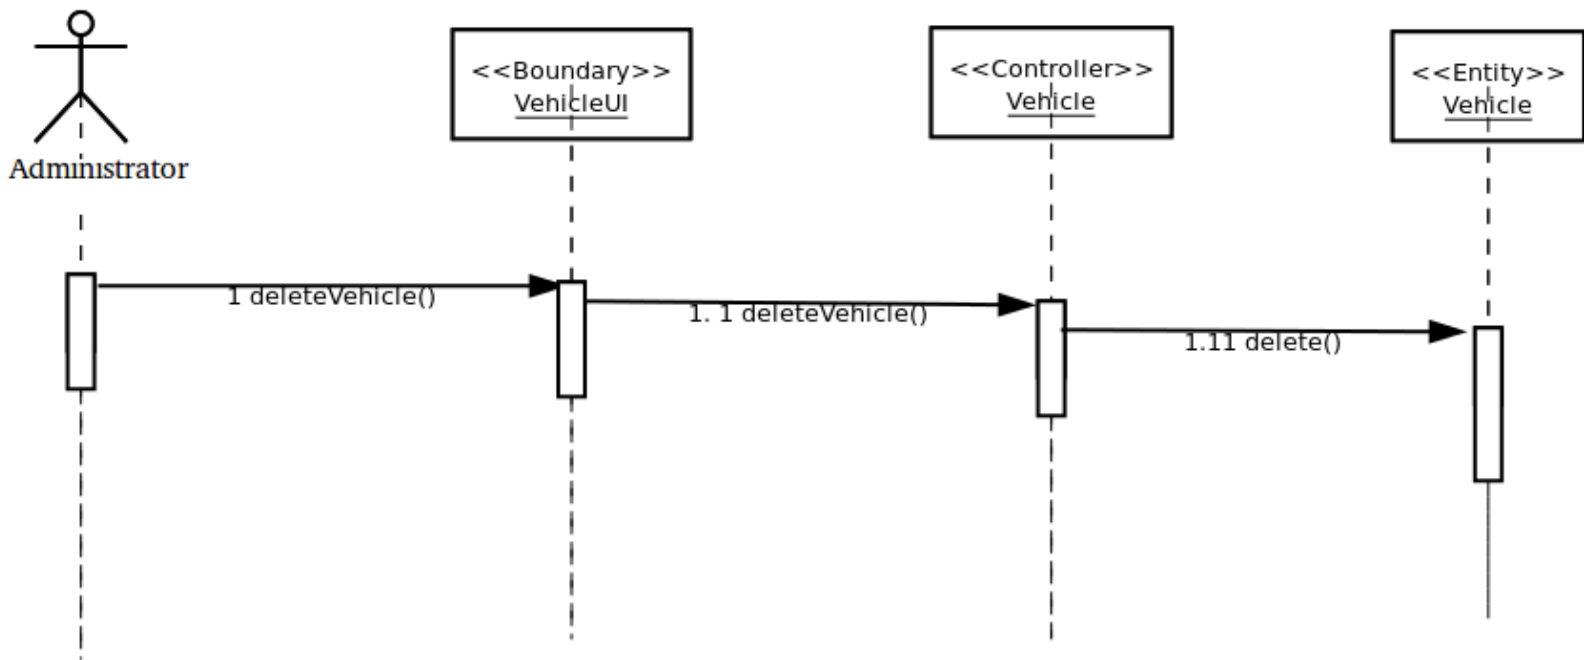 <<Boundary>>
VehicleUI
<<Controller>>
Vehicle
<<Entity>>
Vehicle
Administrator
1 deleteVehicle()
1. 1 deleteVehicle()
1.11 delete()